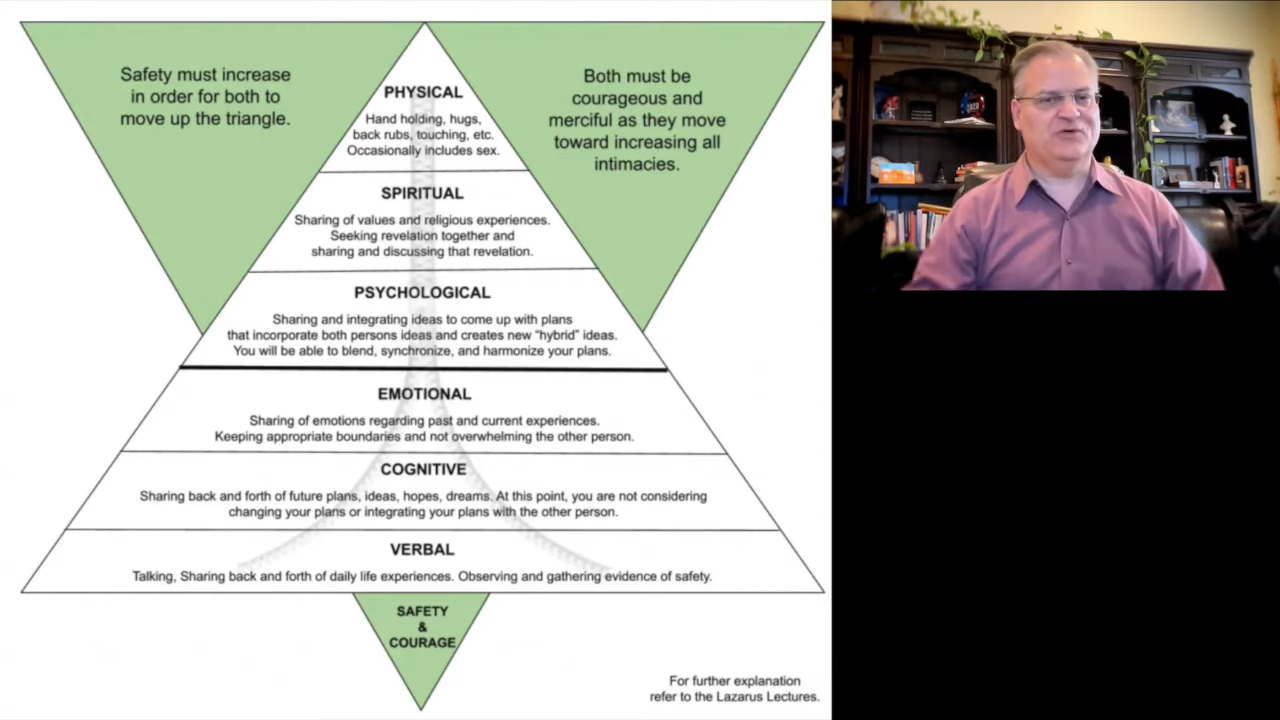 Safety must increase
in order for both to
move up the triangle.
Both must be
courageous and
merciful as they move
toward increasing all
intimacies.
PHYSICAL
Hand holding, hugs,
back rubs, touching, etc.
Occasionally includes sex.
SPIRITUAL
Sharing of values and religious experiences.
Seeking revelation together and
sharing and discussing that revelation.
PSYCHOLOGICAL
Sharing and integrating ideas to come up with plans
that incorporate both persons ideas and creates new “hybrid” ideas.
You will be able to blend, synchronize, and harmonize your plans.
EMOTIONAL
Sharing of emotions regarding past and current experiences.
Keeping appropriate boundaries and not overwhelming the other person.
COGNITIVE
Sharing back and forth of future plans, ideas, hopes, dreams. At this point, you are not considering
changing your plans or integrating your plans with the other person.
VERBAL
Talking, Sharing back and forth of daily life experiences. Observing and gathering evidence of safety.
SAFETY
&
COURAGE
For further explanation
refer to the Lazarus Lectures.